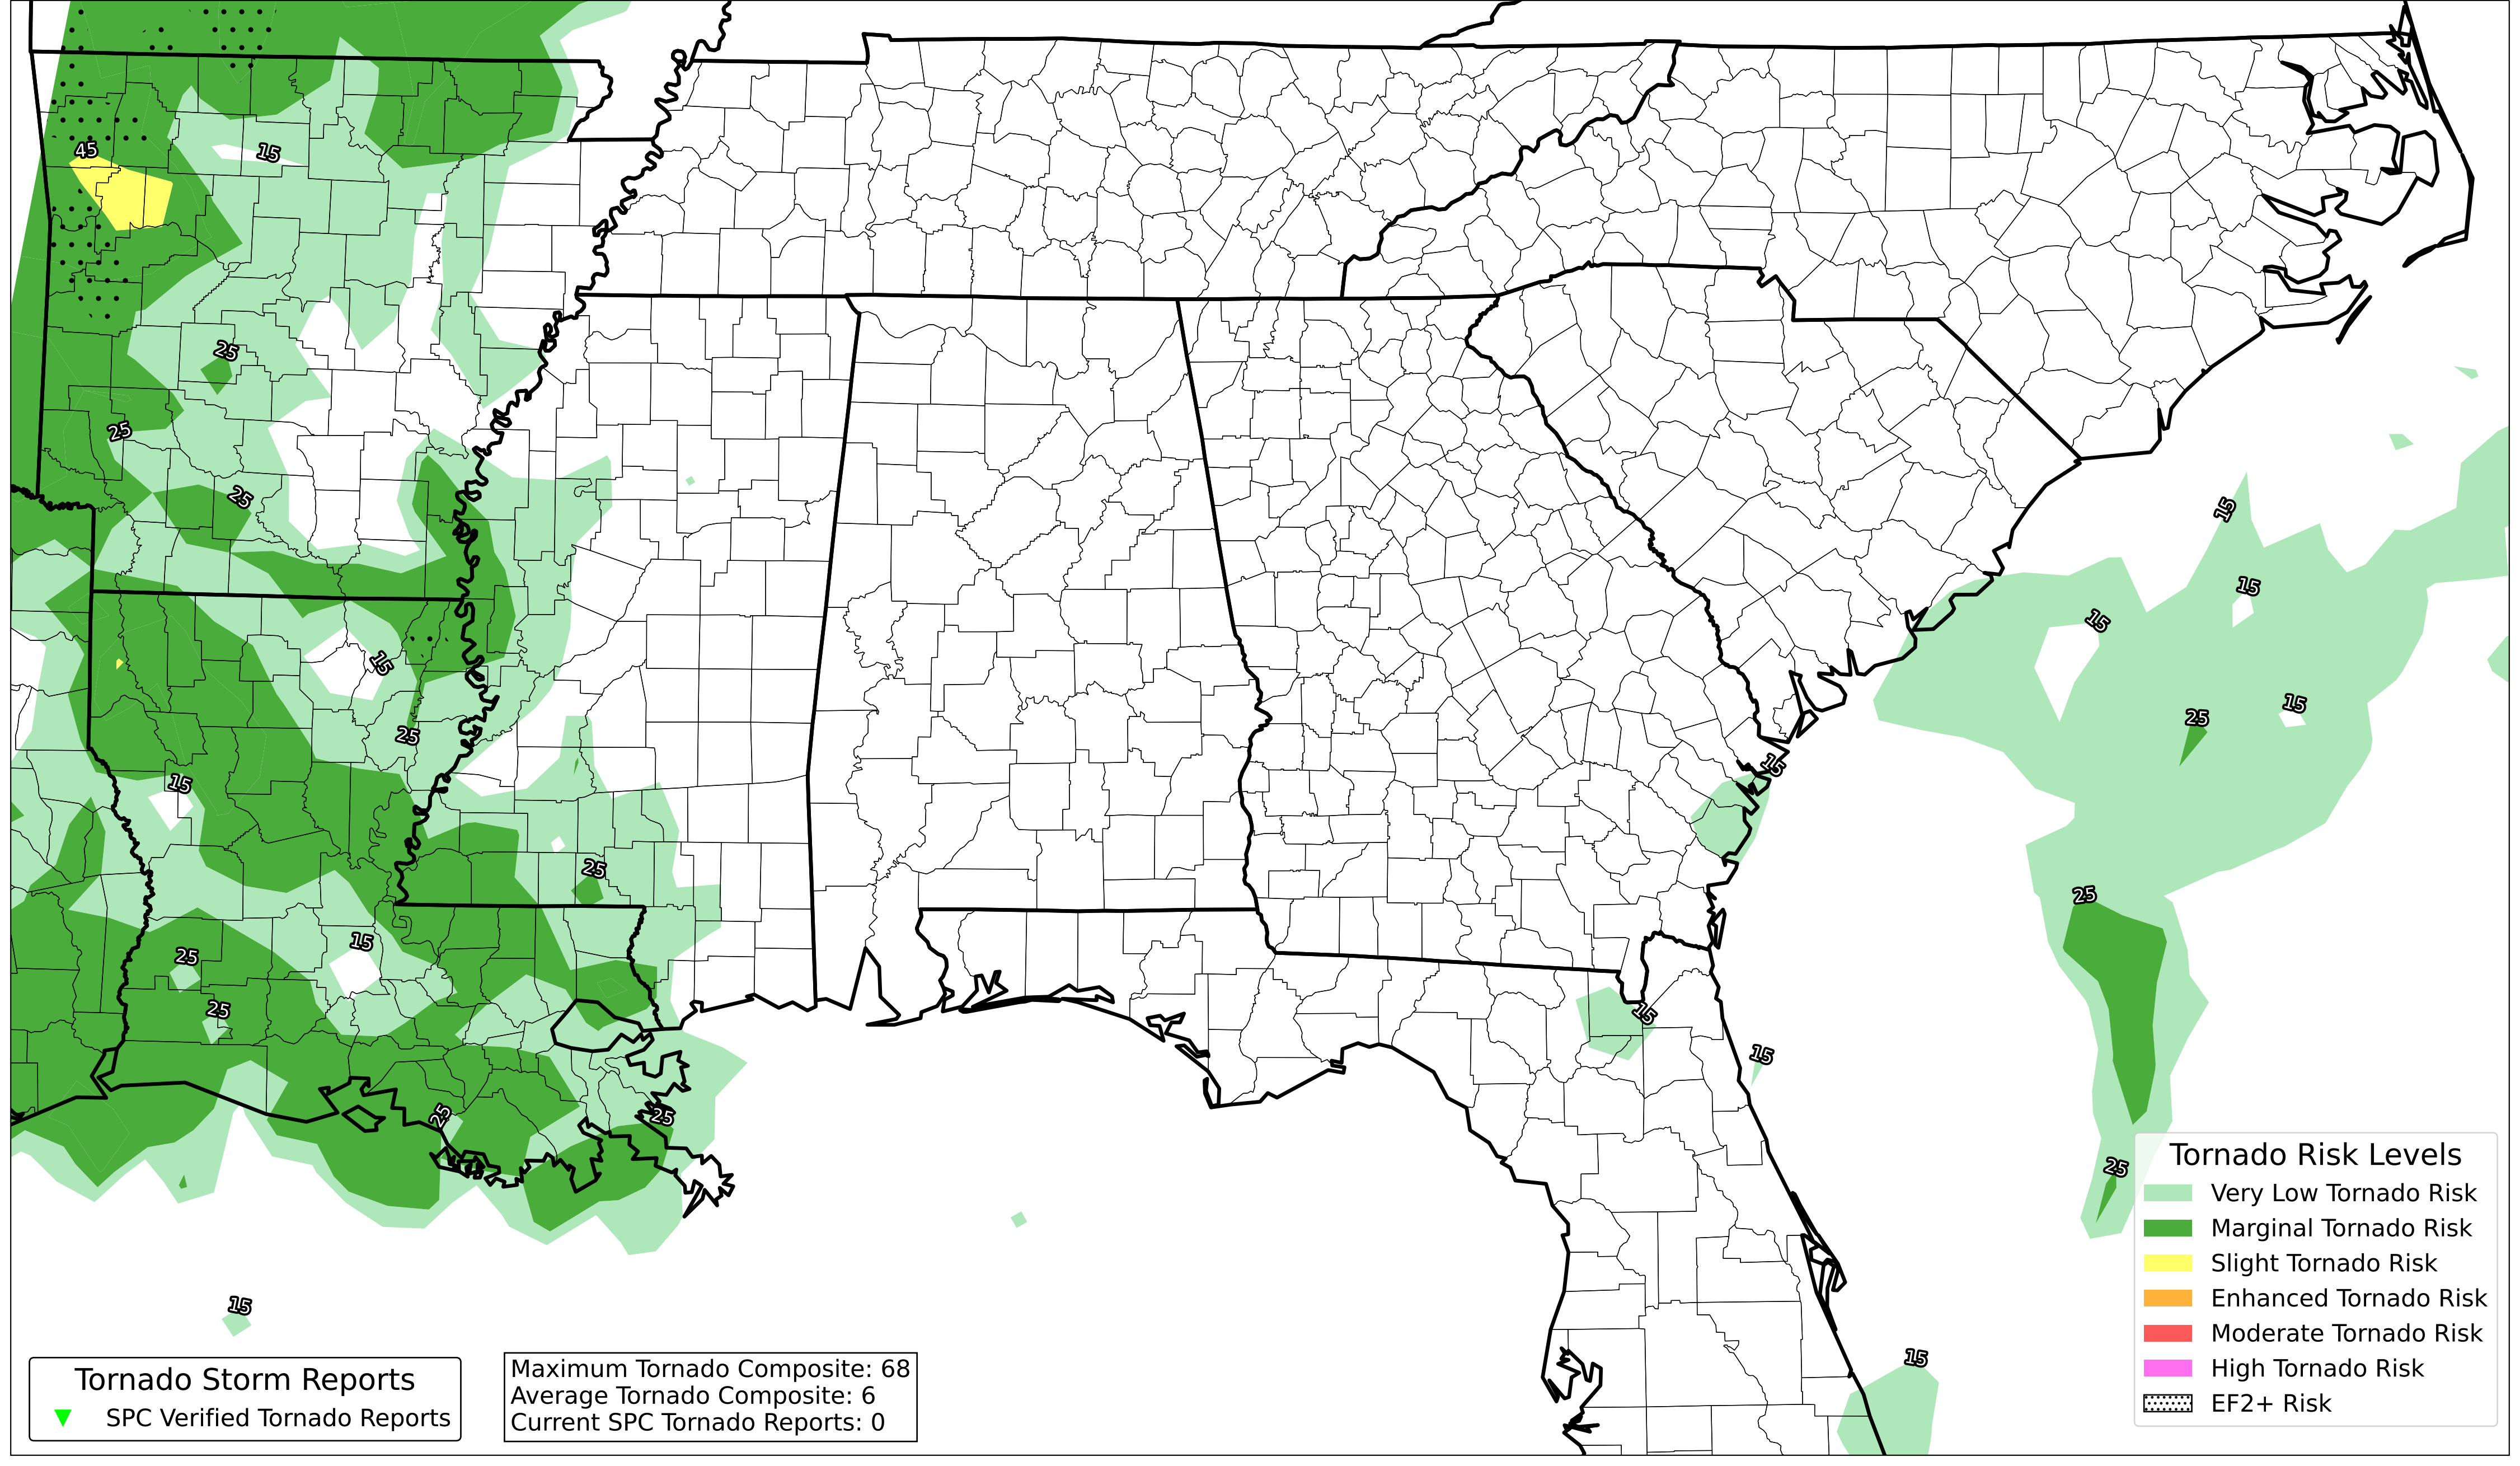 45
15
25
25
25
15
15
15
15
25
15
25
15
15
25
25
25
15
25
15
15
25
25
25
15
15
Tornado Risk Levels
Very Low Tornado Risk
Marginal Tornado Risk
Slight Tornado Risk
Enhanced Tornado Risk
Moderate Tornado Risk
High Tornado Risk
EF2+ Risk
Tornado Storm Reports
SPC Verified Tornado Reports
Maximum Tornado Composite: 68
Average Tornado Composite: 6
Current SPC Tornado Reports: 0